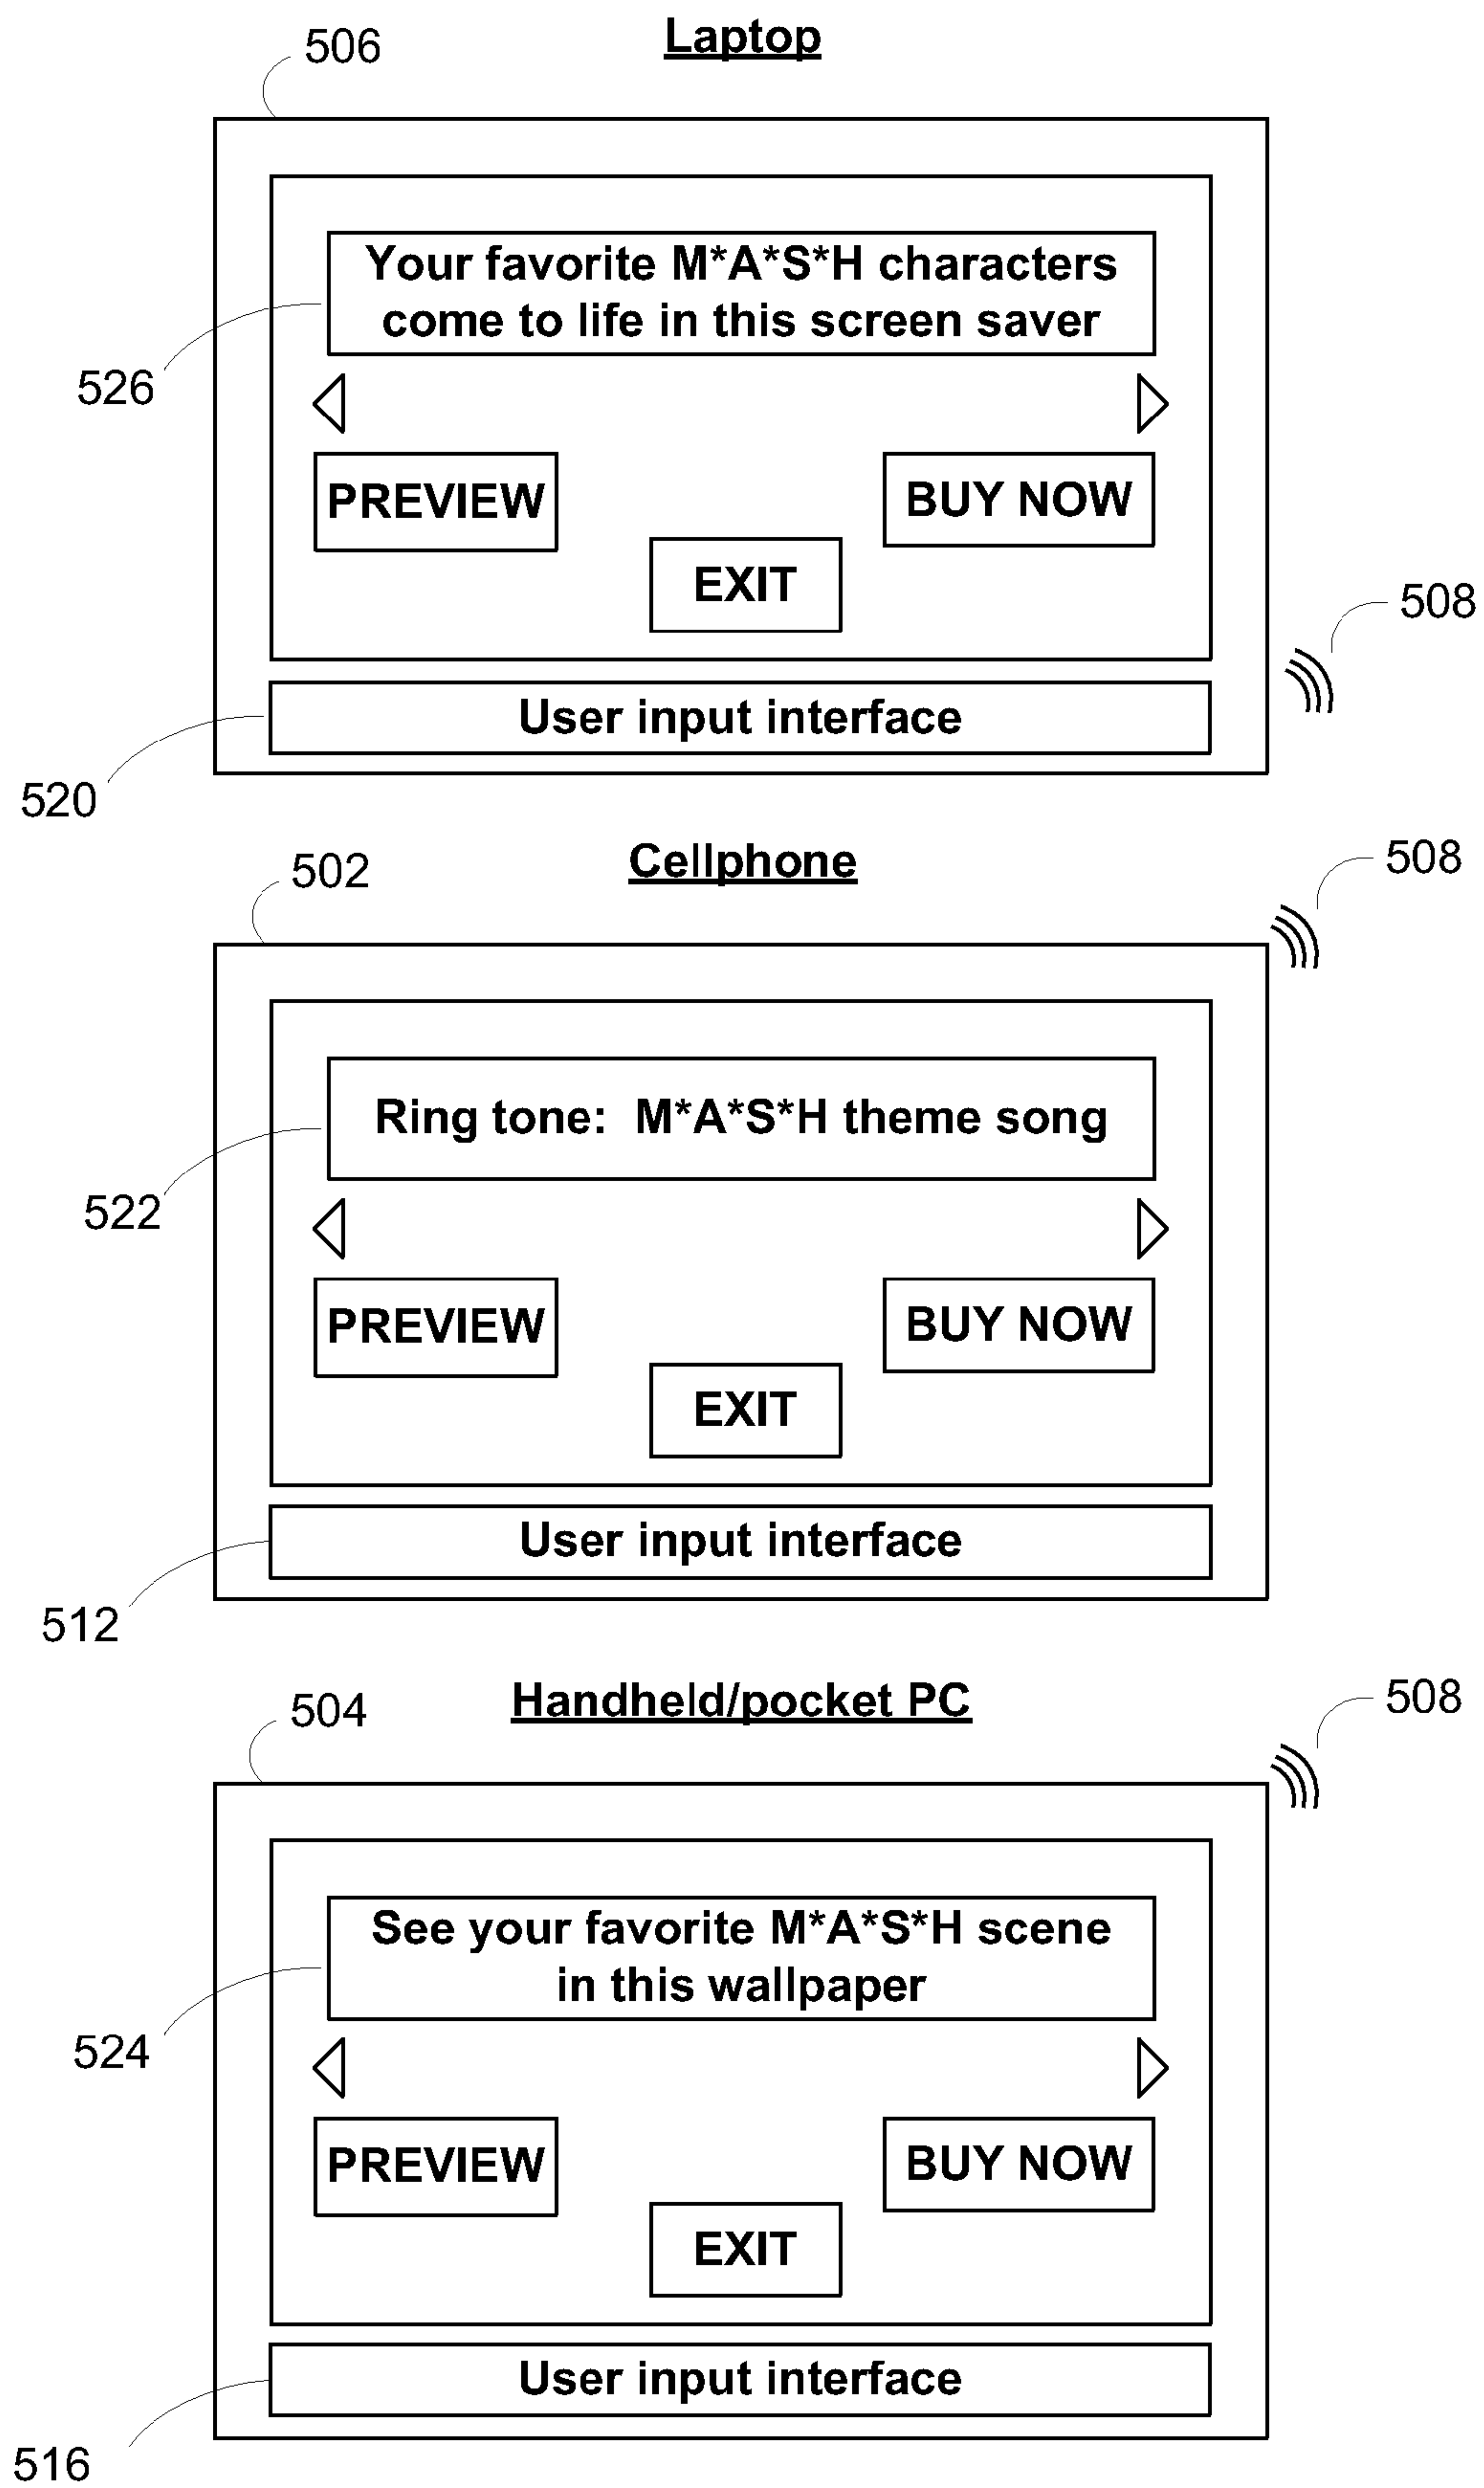 506
Laptop
Your favorite M*A*S*H characters
come to life in this screen saver
526
PREVIEW
BUY NOW
EXIT
508
User input interface
520
502
Cellphone
508
Ring tone:  M*A*S*H theme song
522
PREVIEW
BUY NOW
EXIT
User input interface
512
504
Handheld/pocket PC
508
See your favorite M*A*S*H scene
in this wallpaper
524
PREVIEW
BUY NOW
EXIT
User input interface
516